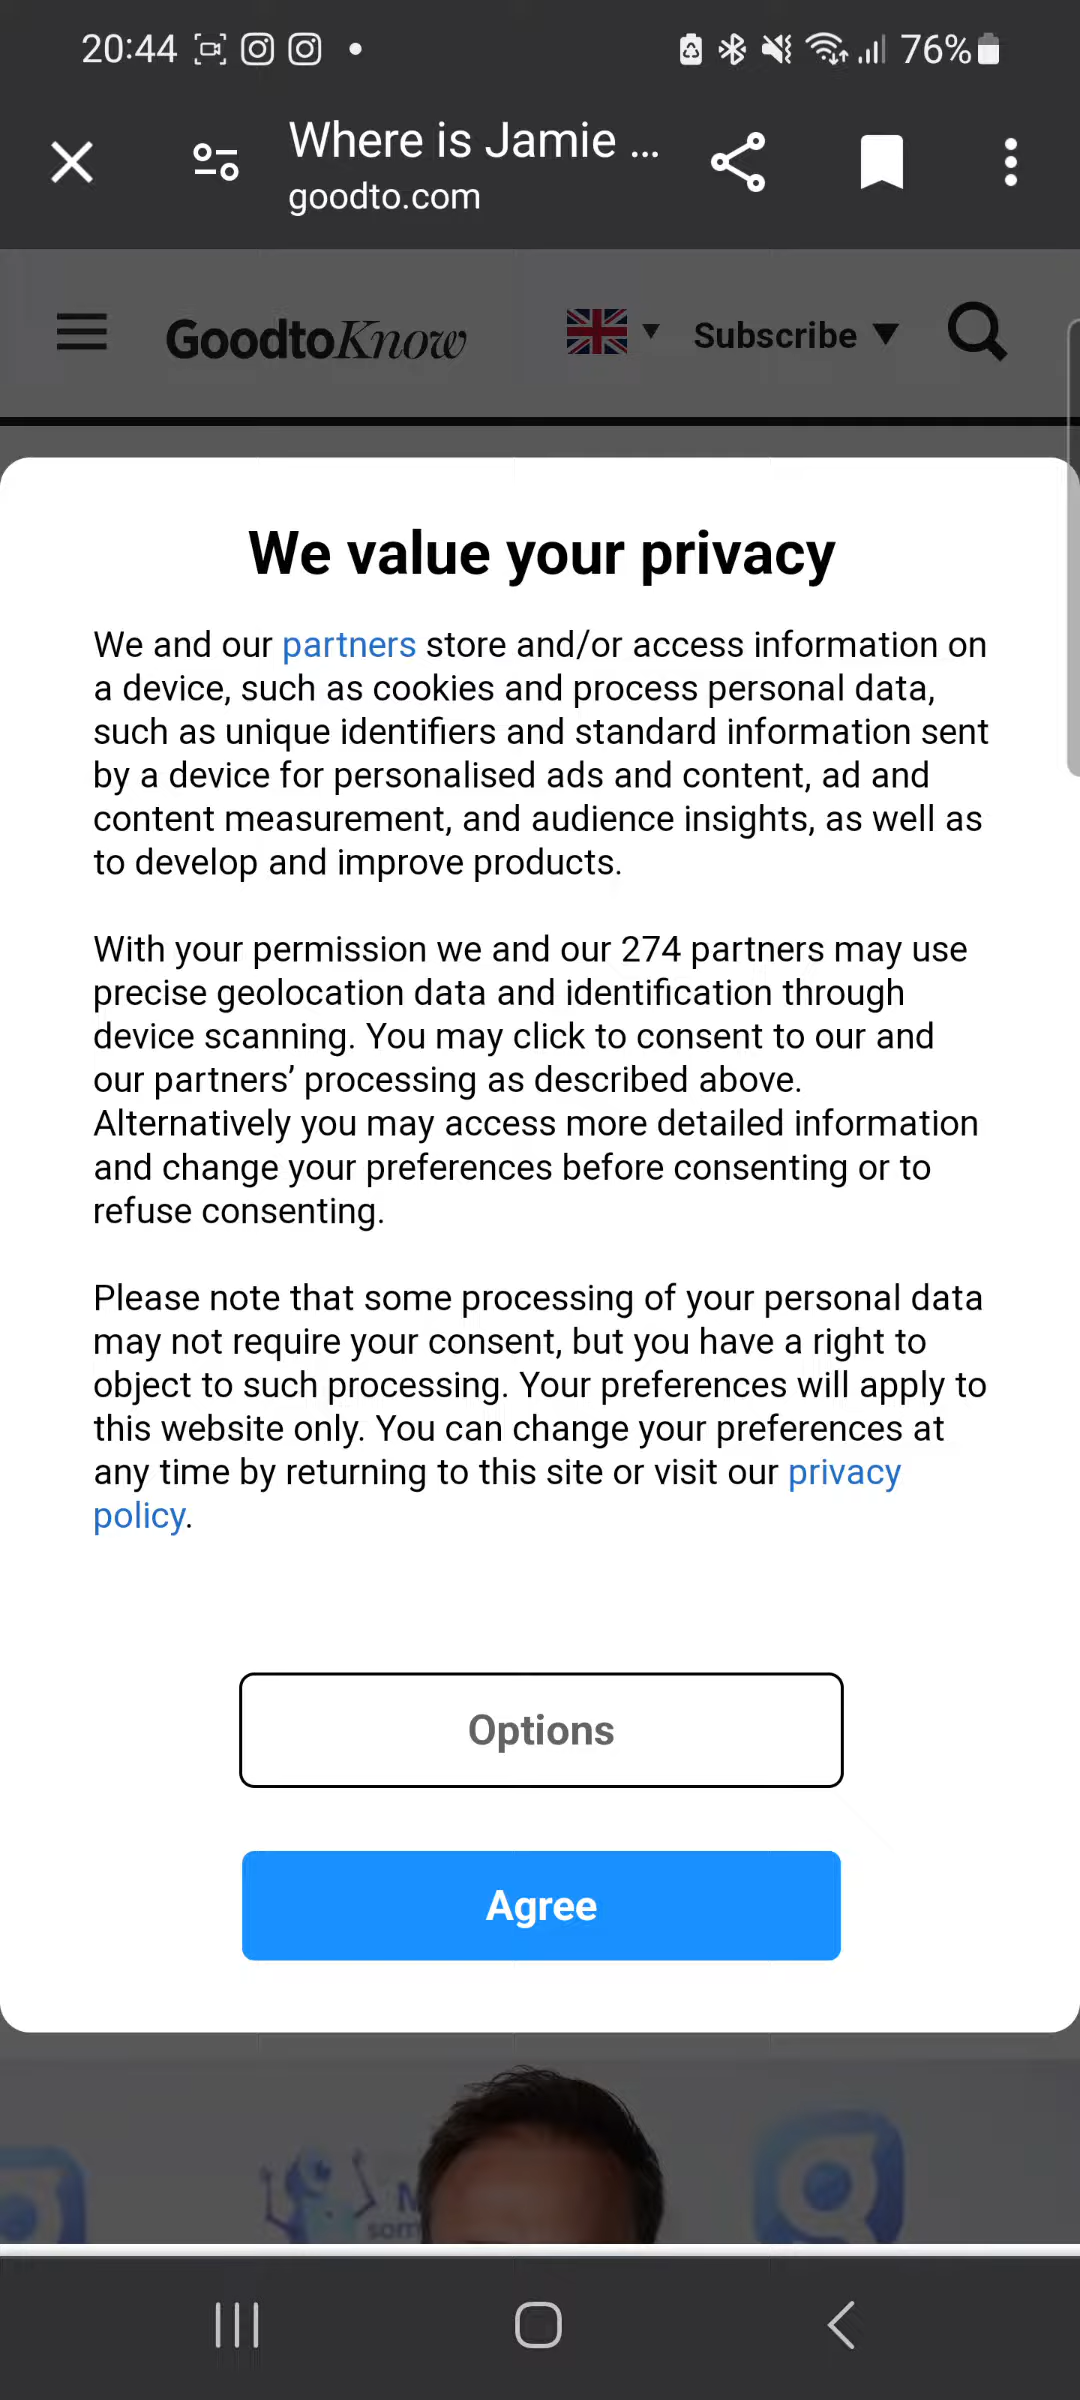 20:44
76%
Where is Jamie ...
goodto.com
GoodtoKnow
Subscribe
We value your privacy
We and our partners store and/or access information on
a device, such as cookies and process personal data,
such as unique identifiers and standard information sent
by a device for personalised ads and content, ad and
content measurement, and audience insights, as well as
to develop and improve products.
With your permission we and our 274 partners may use
precise geolocation data and identification through
device scanning. You may click to consent to our and
our partners’ processing as described above.
Alternatively you may access more detailed information
and change your preferences before consenting or to
refuse consenting.
Please note that some processing of your personal data
may not require your consent, but you have a right to
object to such processing. Your preferences will apply to
this website only. You can change your preferences at
any time by returning to this site or visit our privacy
policy.
Options
Agree